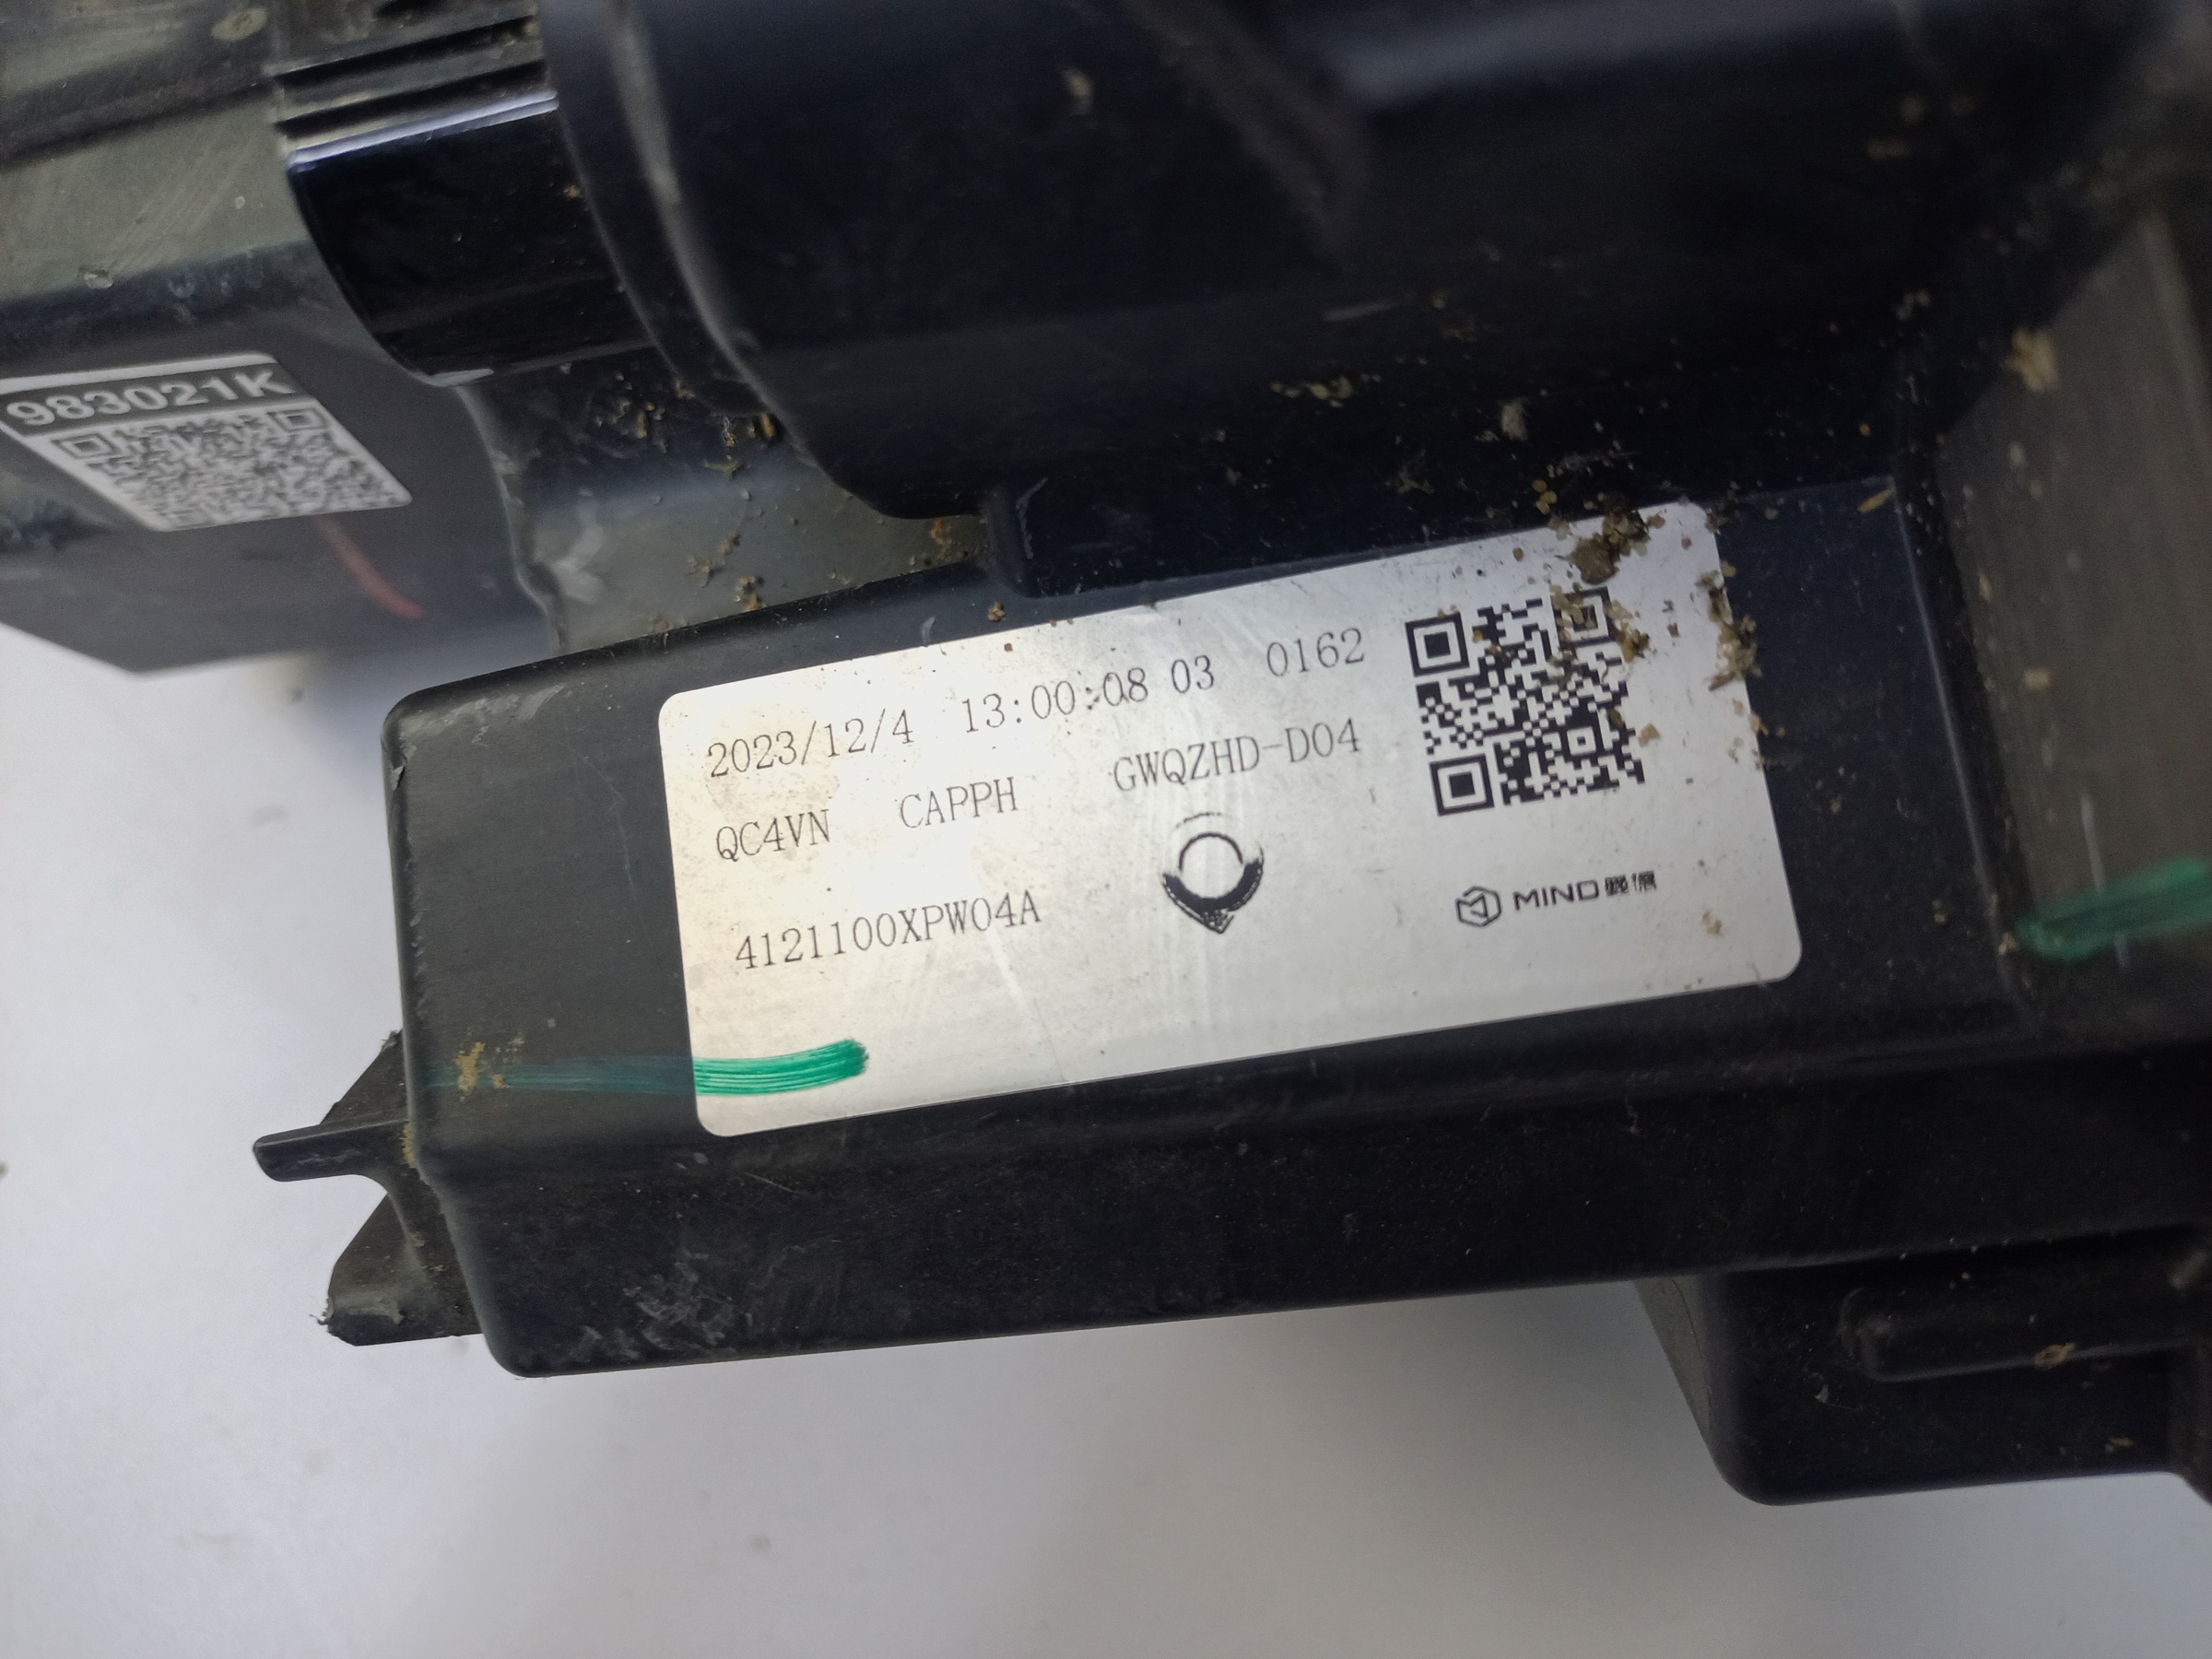 983021K
2023/12/4 13:00:08 03 0162
QC4VN CAPPH GWQZHD-D04
4121100XPW04A
MIND